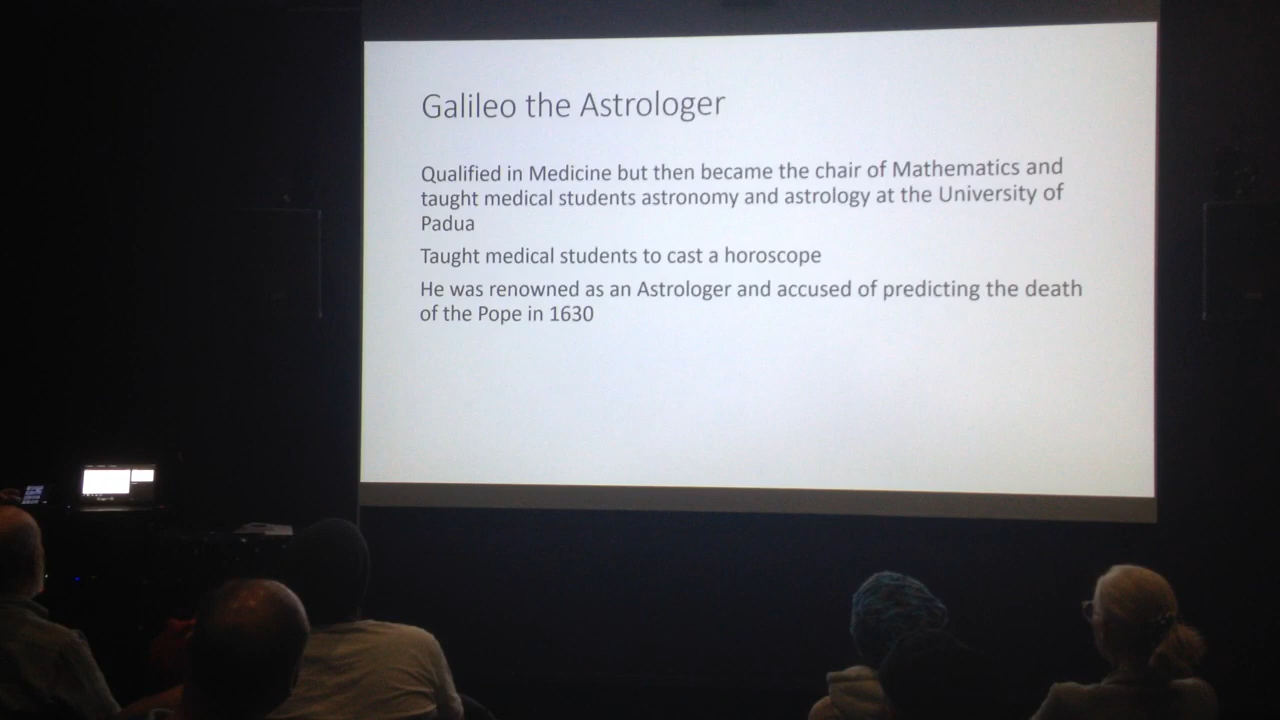 Galileo the Astrologer
Qualified in Medicine but then became the chair of Mathematics and
taught medical students astronomy and astrology at the University of
Padua
Taught medical students to cast a horoscope
He was renowned as an Astrologer and accused of predicting the death
of the Pope in 1630